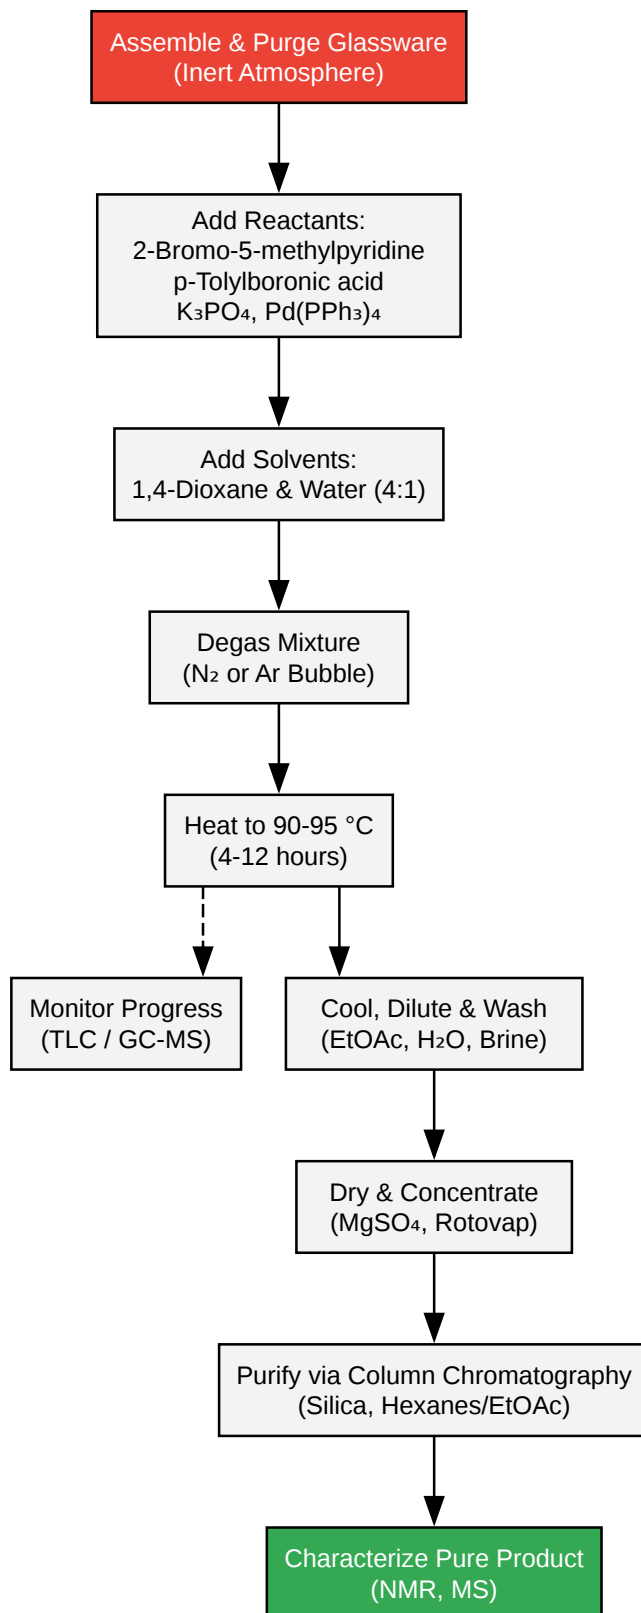 Assemble & Purge Glassware
(Inert Atmosphere)
Add Reactants:
2-Bromo-5-methylpyridine
p-Tolylboronic acid
K₃PO₄, Pd(PPh₃)₄
Add Solvents:
1,4-Dioxane & Water (4:1)
Degas Mixture
(N₂ or Ar Bubble)
Heat to 90-95 °C
(4-12 hours)
Monitor Progress
(TLC / GC-MS)
Cool, Dilute & Wash
(EtOAc, H₂O, Brine)
Dry & Concentrate
(MgSO₄, Rotovap)
Purify via Column Chromatography
(Silica, Hexanes/EtOAc)
Characterize Pure Product
(NMR, MS)